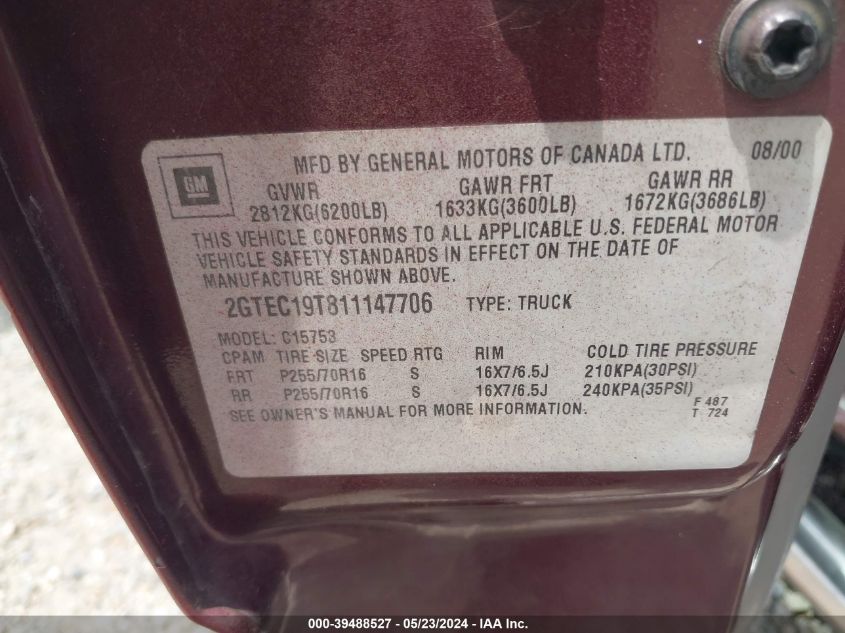 MFD BY GENERAL MOTORS OF CANADA LTD. 08/00
GM
GVWR GAWR FRT GAWR RR
2812KG(6200LB) 1633KG(3600LB) 1672KG(3686LB)
THIS VEHICLE CONFORMS TO ALL APPLICABLE U.S. FEDERAL MOTOR
VEHICLE SAFETY STANDARDS IN EFFECT ON THE DATE OF
MANUFACTURE SHOWN ABOVE.
2GTEC19T811147706 TYPE: TRUCK
MODEL: C15753
CPAM TIRE SIZE SPEED RTG RIM COLD TIRE PRESSURE
FRT P255/70R16 S 16X7/6.5J 210KPA(30PSI)
RR P255/70R16 S 16X7/6.5J 240KPA(35PSI)
SEE OWNER'S MANUAL FOR MORE INFORMATION. F 487
T 724
000-39488527 - 05/23/2024 - IAA Inc.